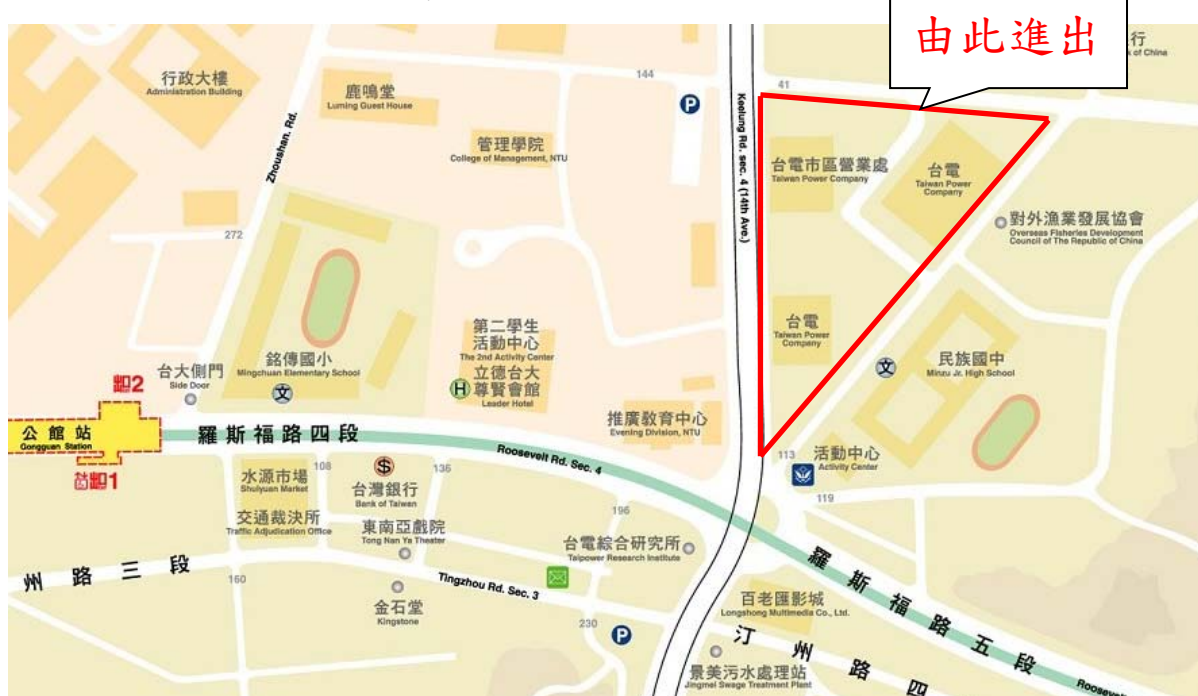 由此進出
行
k of China
行政大樓
Administration Building
鹿鳴堂
Luming Guest House
144
P
41
管理學院
College of Management, NTU
Zhoushan. Rd.
Keelung Rd. sec. 4 (14th Ave.)
台電市區營業處
Taiwan Power Company
台電
Taiwan Power
Company
對外漁業發展協會
Overseas Fisheries Development
Council of The Republic of China
272
台電
Taiwan Power
Company
第二學生
活動中心
The 2nd Activity Center
立德台大
尊賢會館
Leader Hotel
H
銘傳國小
Mingchuan Elementary School
文
台大側門
Side Door
文
民族國中
Minzu Jr. High School
2
公館站
Gongguan Station
1
羅斯福路四段
Roosevelt Rd. Sec. 4
推廣教育中心
Evening Division, NTU
113
活動中心
Activity Center
119
水源市場
Shuiyuan Market
108
$
台灣銀行
Bank of Taiwan
136
交通裁決所
Traffic Adjudication Office
東南亞戲院
Tong Nan Ya Theater
196
台電綜合研究所
Taipower Research Institute
州路三段
160
金石堂
Kingstone
Tingzhou Rd. Sec. 3
230
P
百老匯影城
Longshong Multimedia Co., Ltd.
羅斯福路五段
汀州路四
景美污水處理站
Jingmei Swage Treatment Plant
Roosev